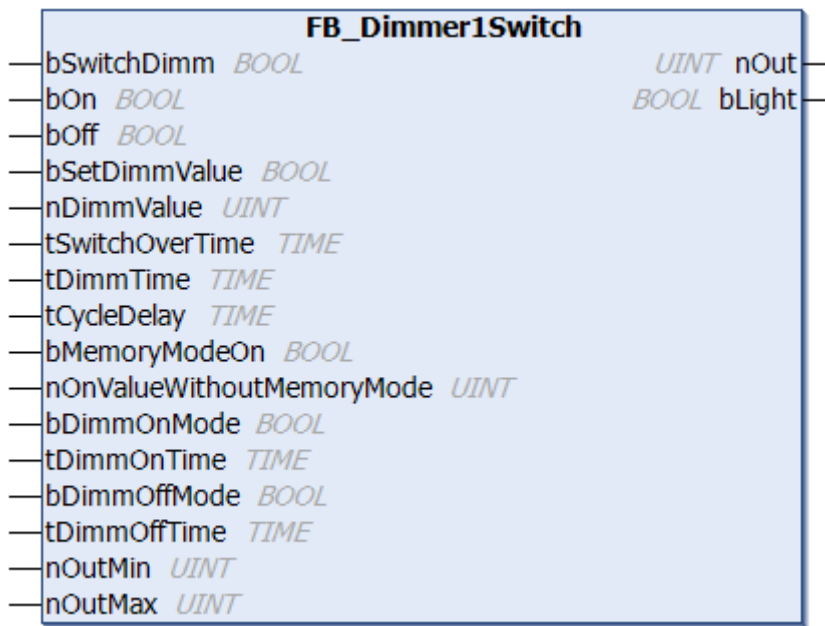 FB_Dimmer1Switch
bSwitchDimm BOOL UINT nOut
bOn BOOL BOOL bLight
bOff BOOL
bSetDimmValue BOOL
nDimmValue UINT
tSwitchOverTime TIME
tDimmTime TIME
tCycleDelay TIME
bMemoryModeOn BOOL
nOnValueWithoutMemoryMode UINT
bDimmOnMode BOOL
tDimmOnTime TIME
bDimmOffMode BOOL
tDimmOffTime TIME
nOutMin UINT
nOutMax UINT